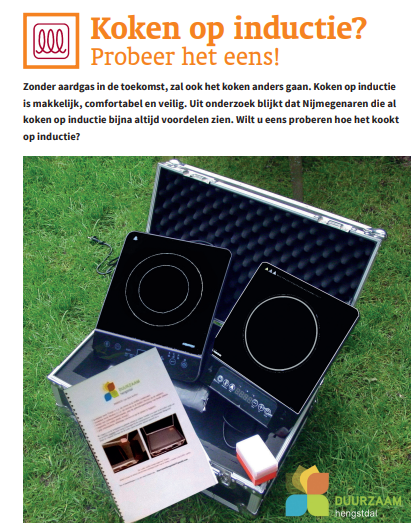 Koken op inductie?
Probeer het eens!
Zonder aardgas in de toekomst, zal ook het koken anders gaan. Koken op inductie
is makkelijk, comfortabel en veilig. Uit onderzoek blijkt dat Nijmegenaren die al
koken op inductie bijna altijd voordelen zien. Wilt u eens proberen hoe het kookt
op inductie?
DUURZAAM
hengstdal
DUURZAAM
hengstdal